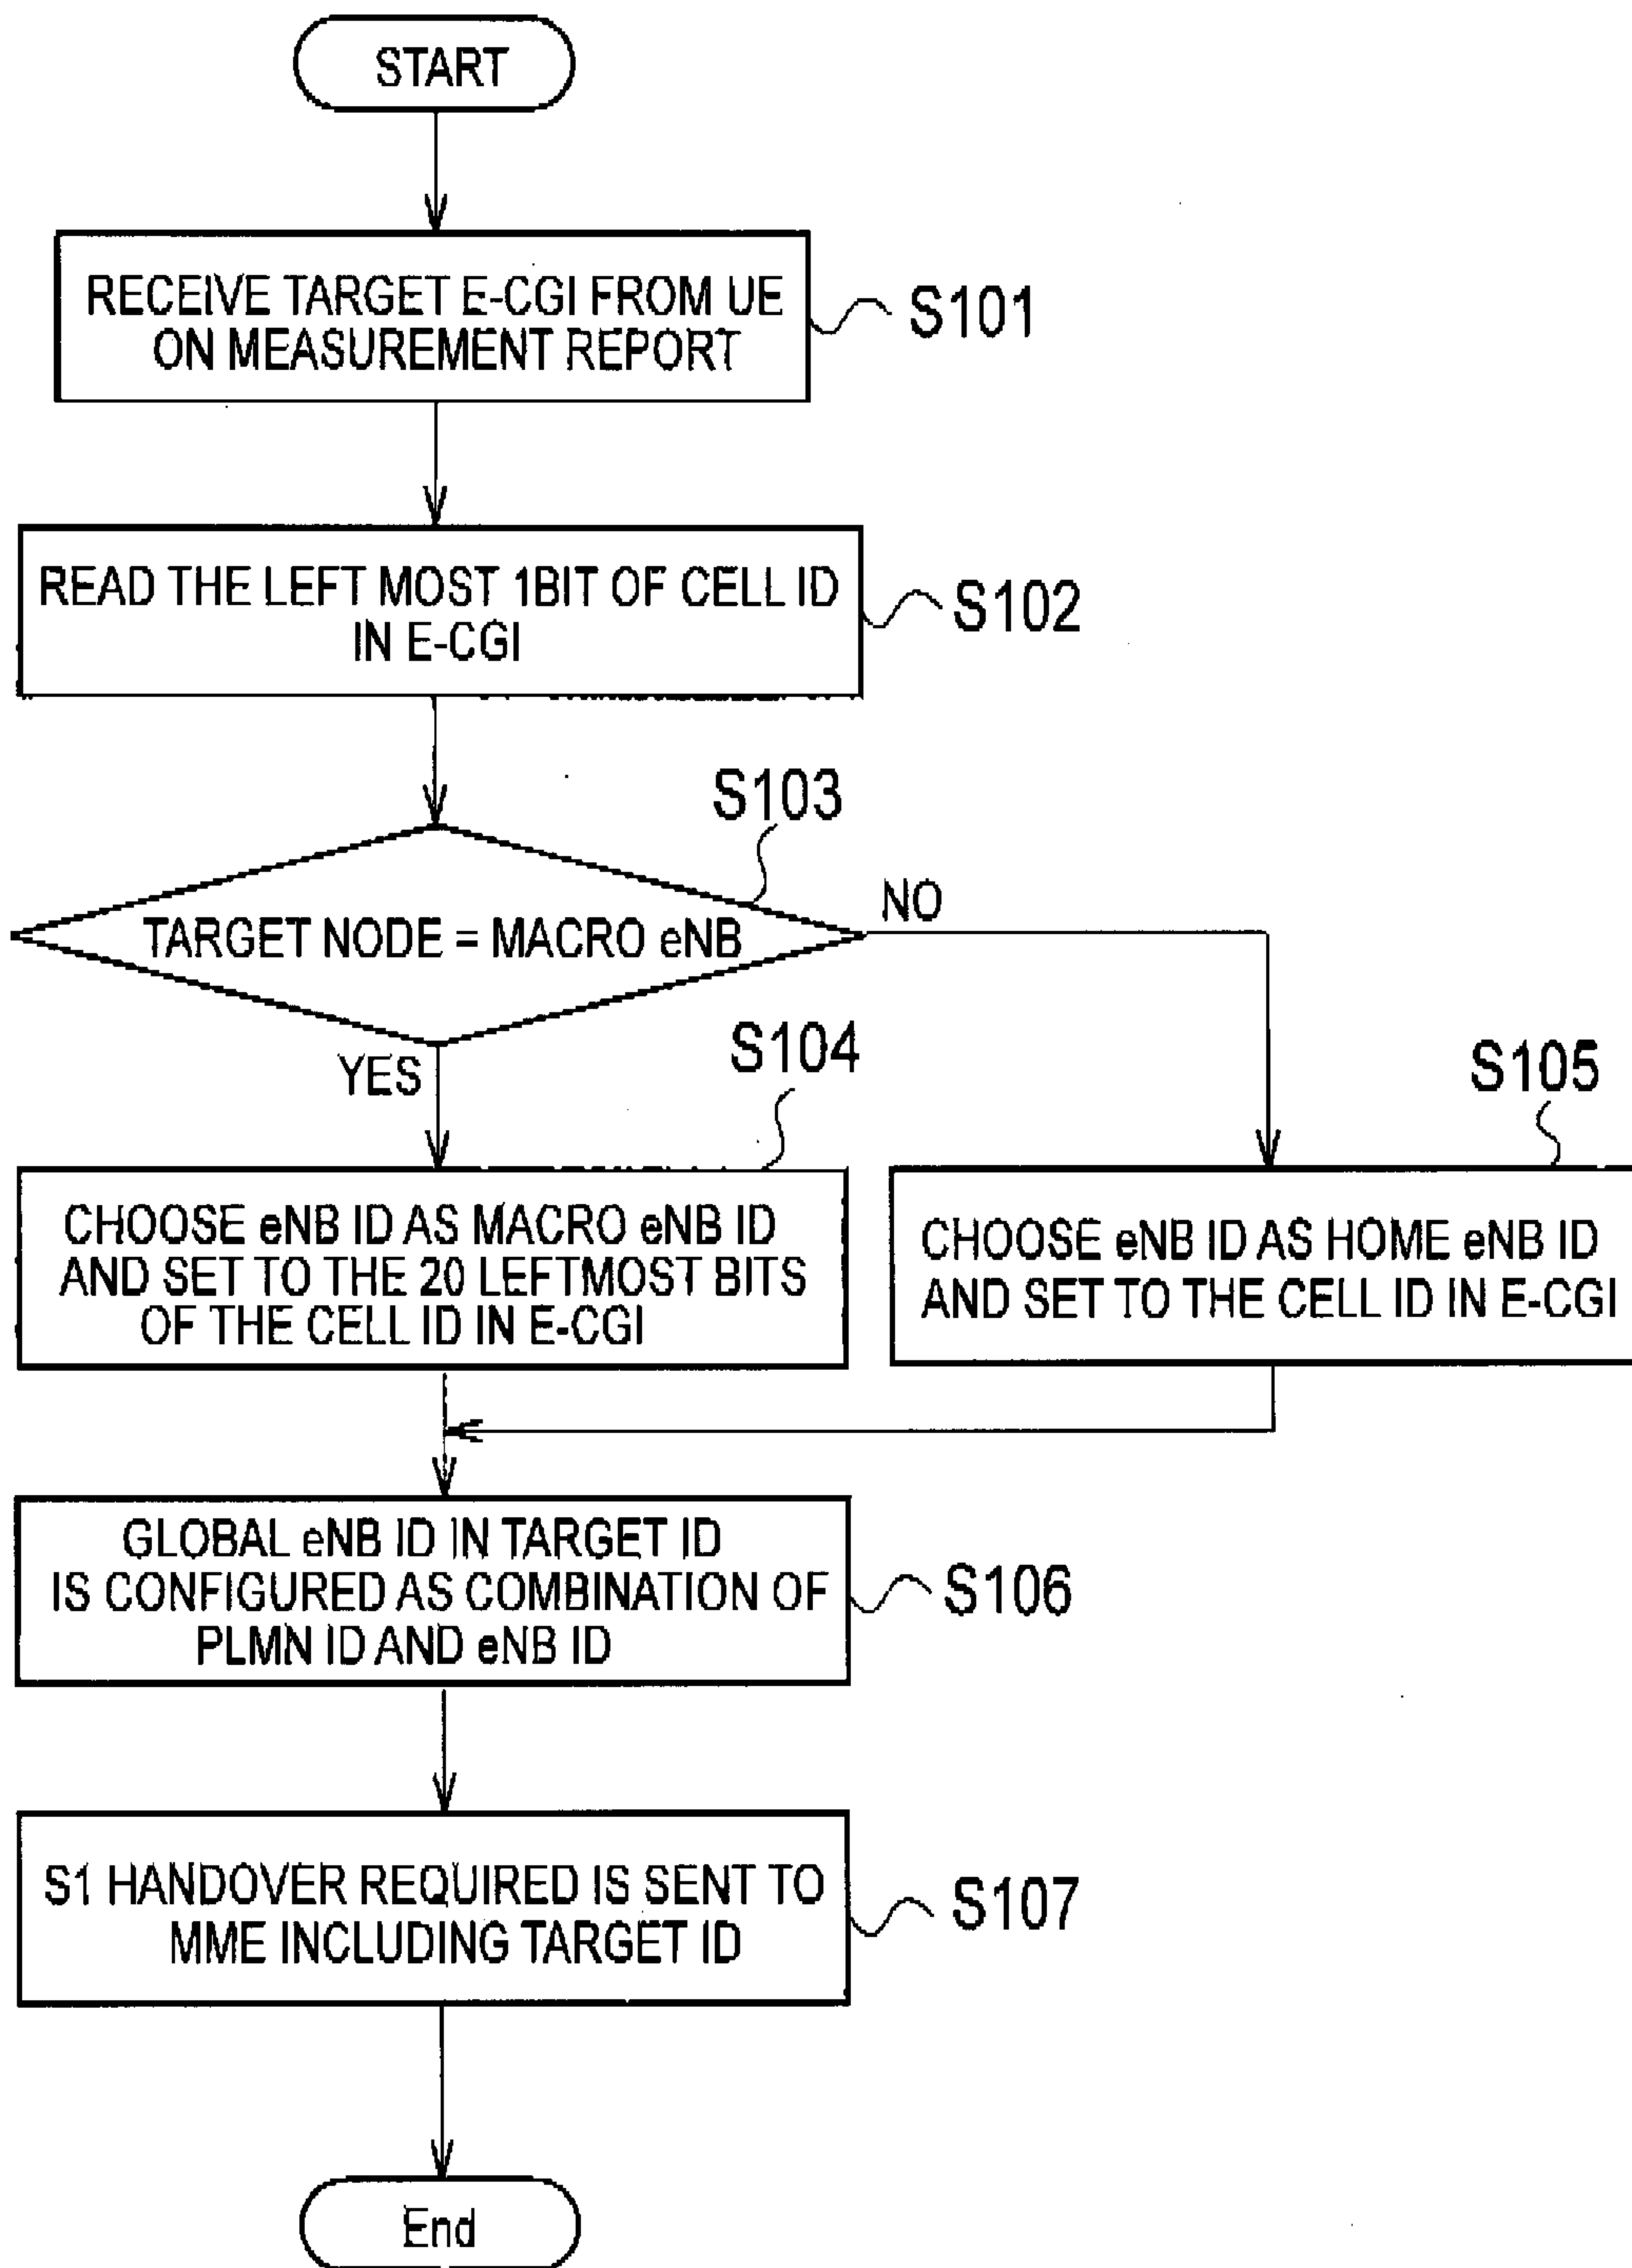 START
RECEIVE TARGET E-CGI FROM UE
ON MEASUREMENT REPORT
S101
READ THE LEFT MOST 1BIT OF CELL ID
IN E-CGI
S102
S103
TARGET NODE = MACRO eNB
NO
YES
S104
S105
CHOOSE eNB ID AS MACRO eNB ID
AND SET TO THE 20 LEFTMOST BITS
OF THE CELL ID IN E-CGI
CHOOSE eNB ID AS HOME eNB ID
AND SET TO THE CELL ID IN E-CGI
GLOBAL eNB ID IN TARGET ID
IS CONFIGURED AS COMBINATION OF
PLMN ID AND eNB ID
S106
S1 HANDOVER REQUIRED IS SENT TO
MME INCLUDING TARGET ID
S107
End